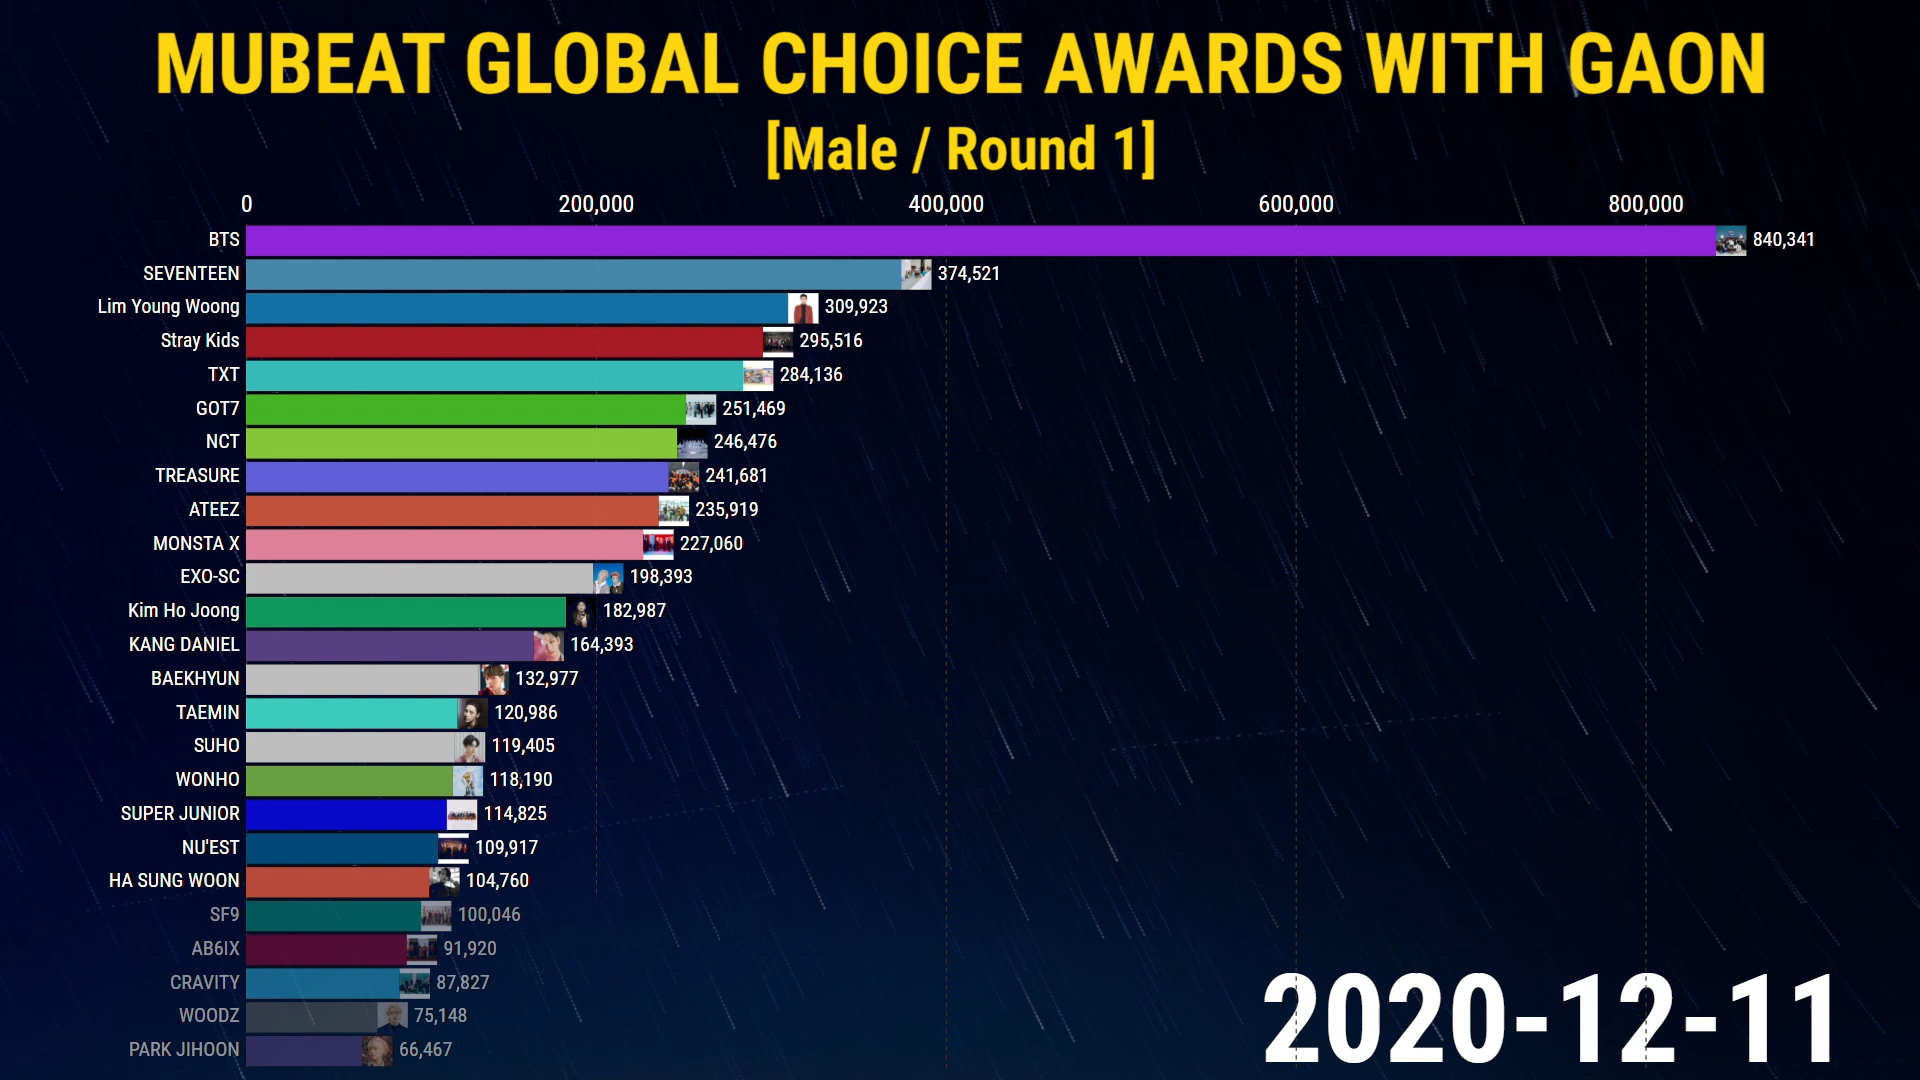 MUBEAT GLOBAL CHOICE AWARDS WITH GAON
[Male / Round 1]
0 200,000 400,000 600,000 800,000
BTS 840,341
SEVENTEEN 374,521
Lim Young Woong 309,923
Stray Kids 295,516
TXT 284,136
GOT7 251,469
NCT 246,476
TREASURE 241,681
ATEEZ 235,919
MONSTA X 227,060
EXO-SC 198,393
Kim Ho Joong 182,987
KANG DANIEL 164,393
BAEKHYUN 132,977
TAEMIN 120,986
SUHO 119,405
WONHO 118,190
SUPER JUNIOR 114,825
NU'EST 109,917
HA SUNG WOON 104,760
SF9 100,046
AB6IX 91,920
CRAVITY 87,827
WOODZ 75,148
PARK JIHOON 66,467
2020-12-11